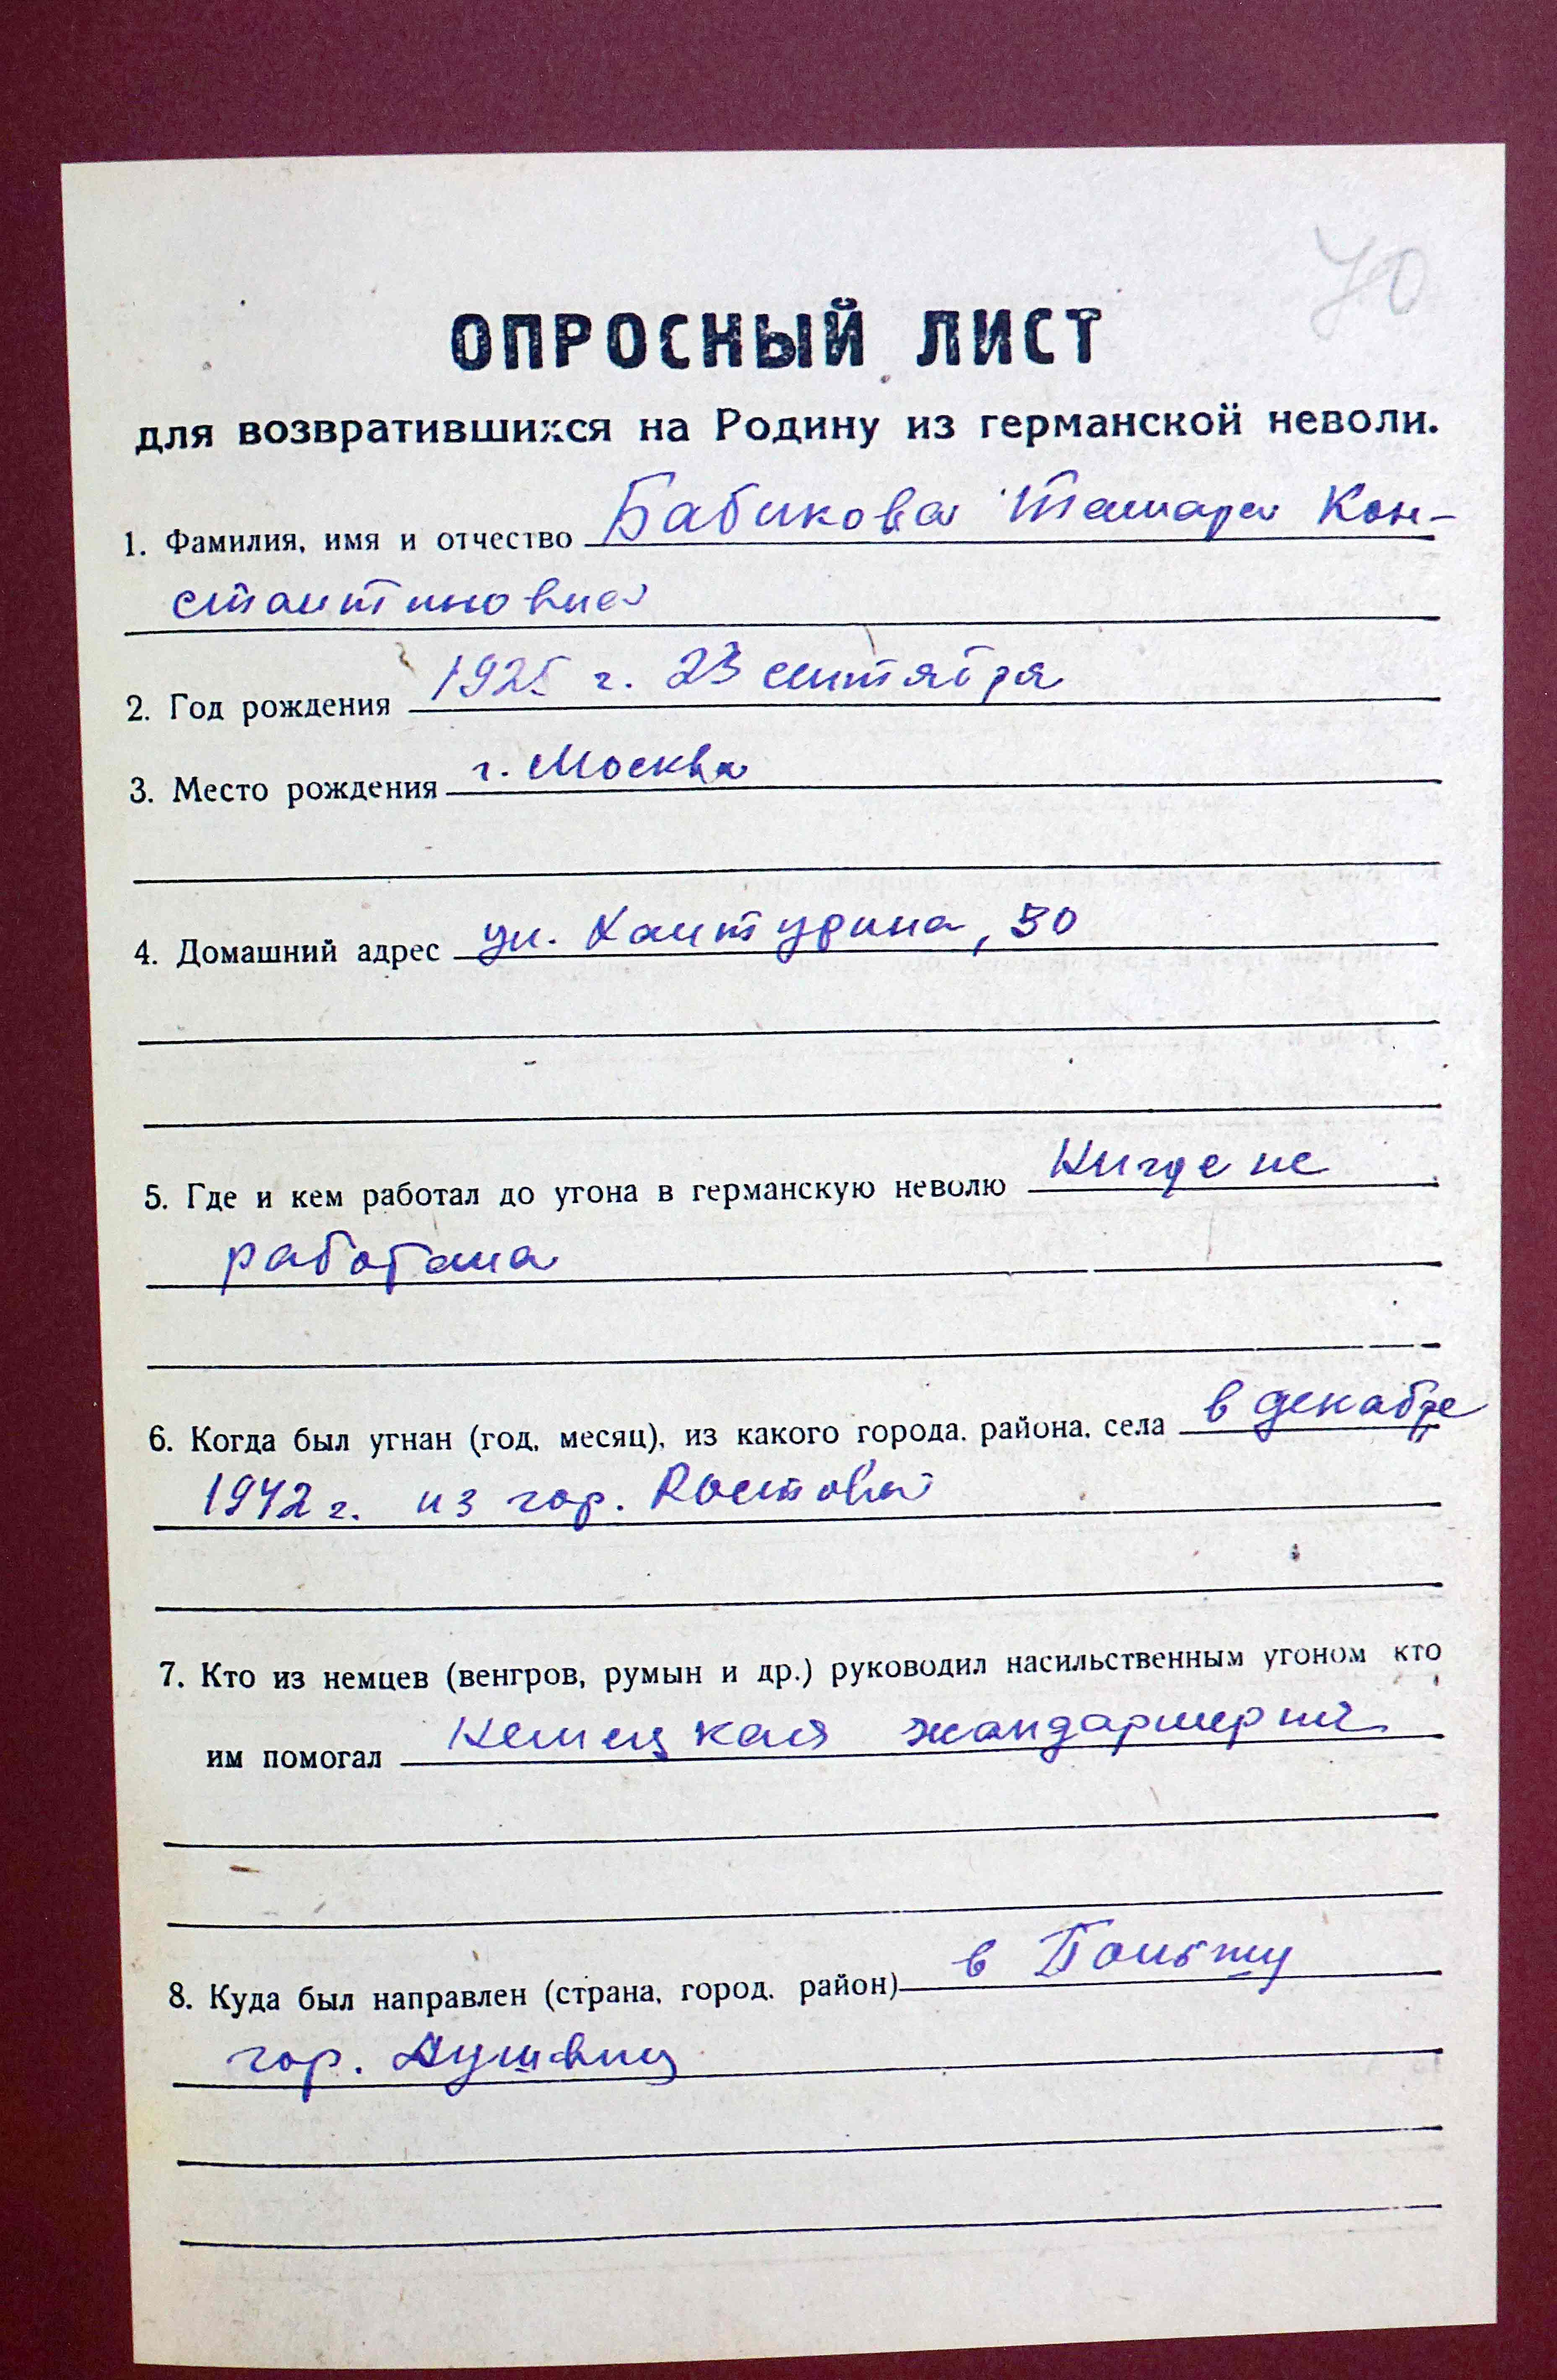 70
ОПРОСНЫЙ ЛИСТ
для возвратившихся на Родину из германской неволи.
1. Фамилия, имя и отчество Бабикова Тамара Кон-
стантиновна
2. Год рождения 1925 г. 23 сентября
3. Место рождения г. Москва
4. Домашний адрес ул. Халтурина, 50
5. Где и кем работал до угона в германскую неволю Нигде не
работала
6. Когда был угнан (год, месяц), из какого города, района, села в декабре
1942 г. из гор. Ростова
7. Кто из немцев (венгров, румын и др.) руководил насильственным угоном кто
им помогал Немецкая жандармерия
8. Куда был направлен (страна, город, район) в Польшу
гор. Аушвиц